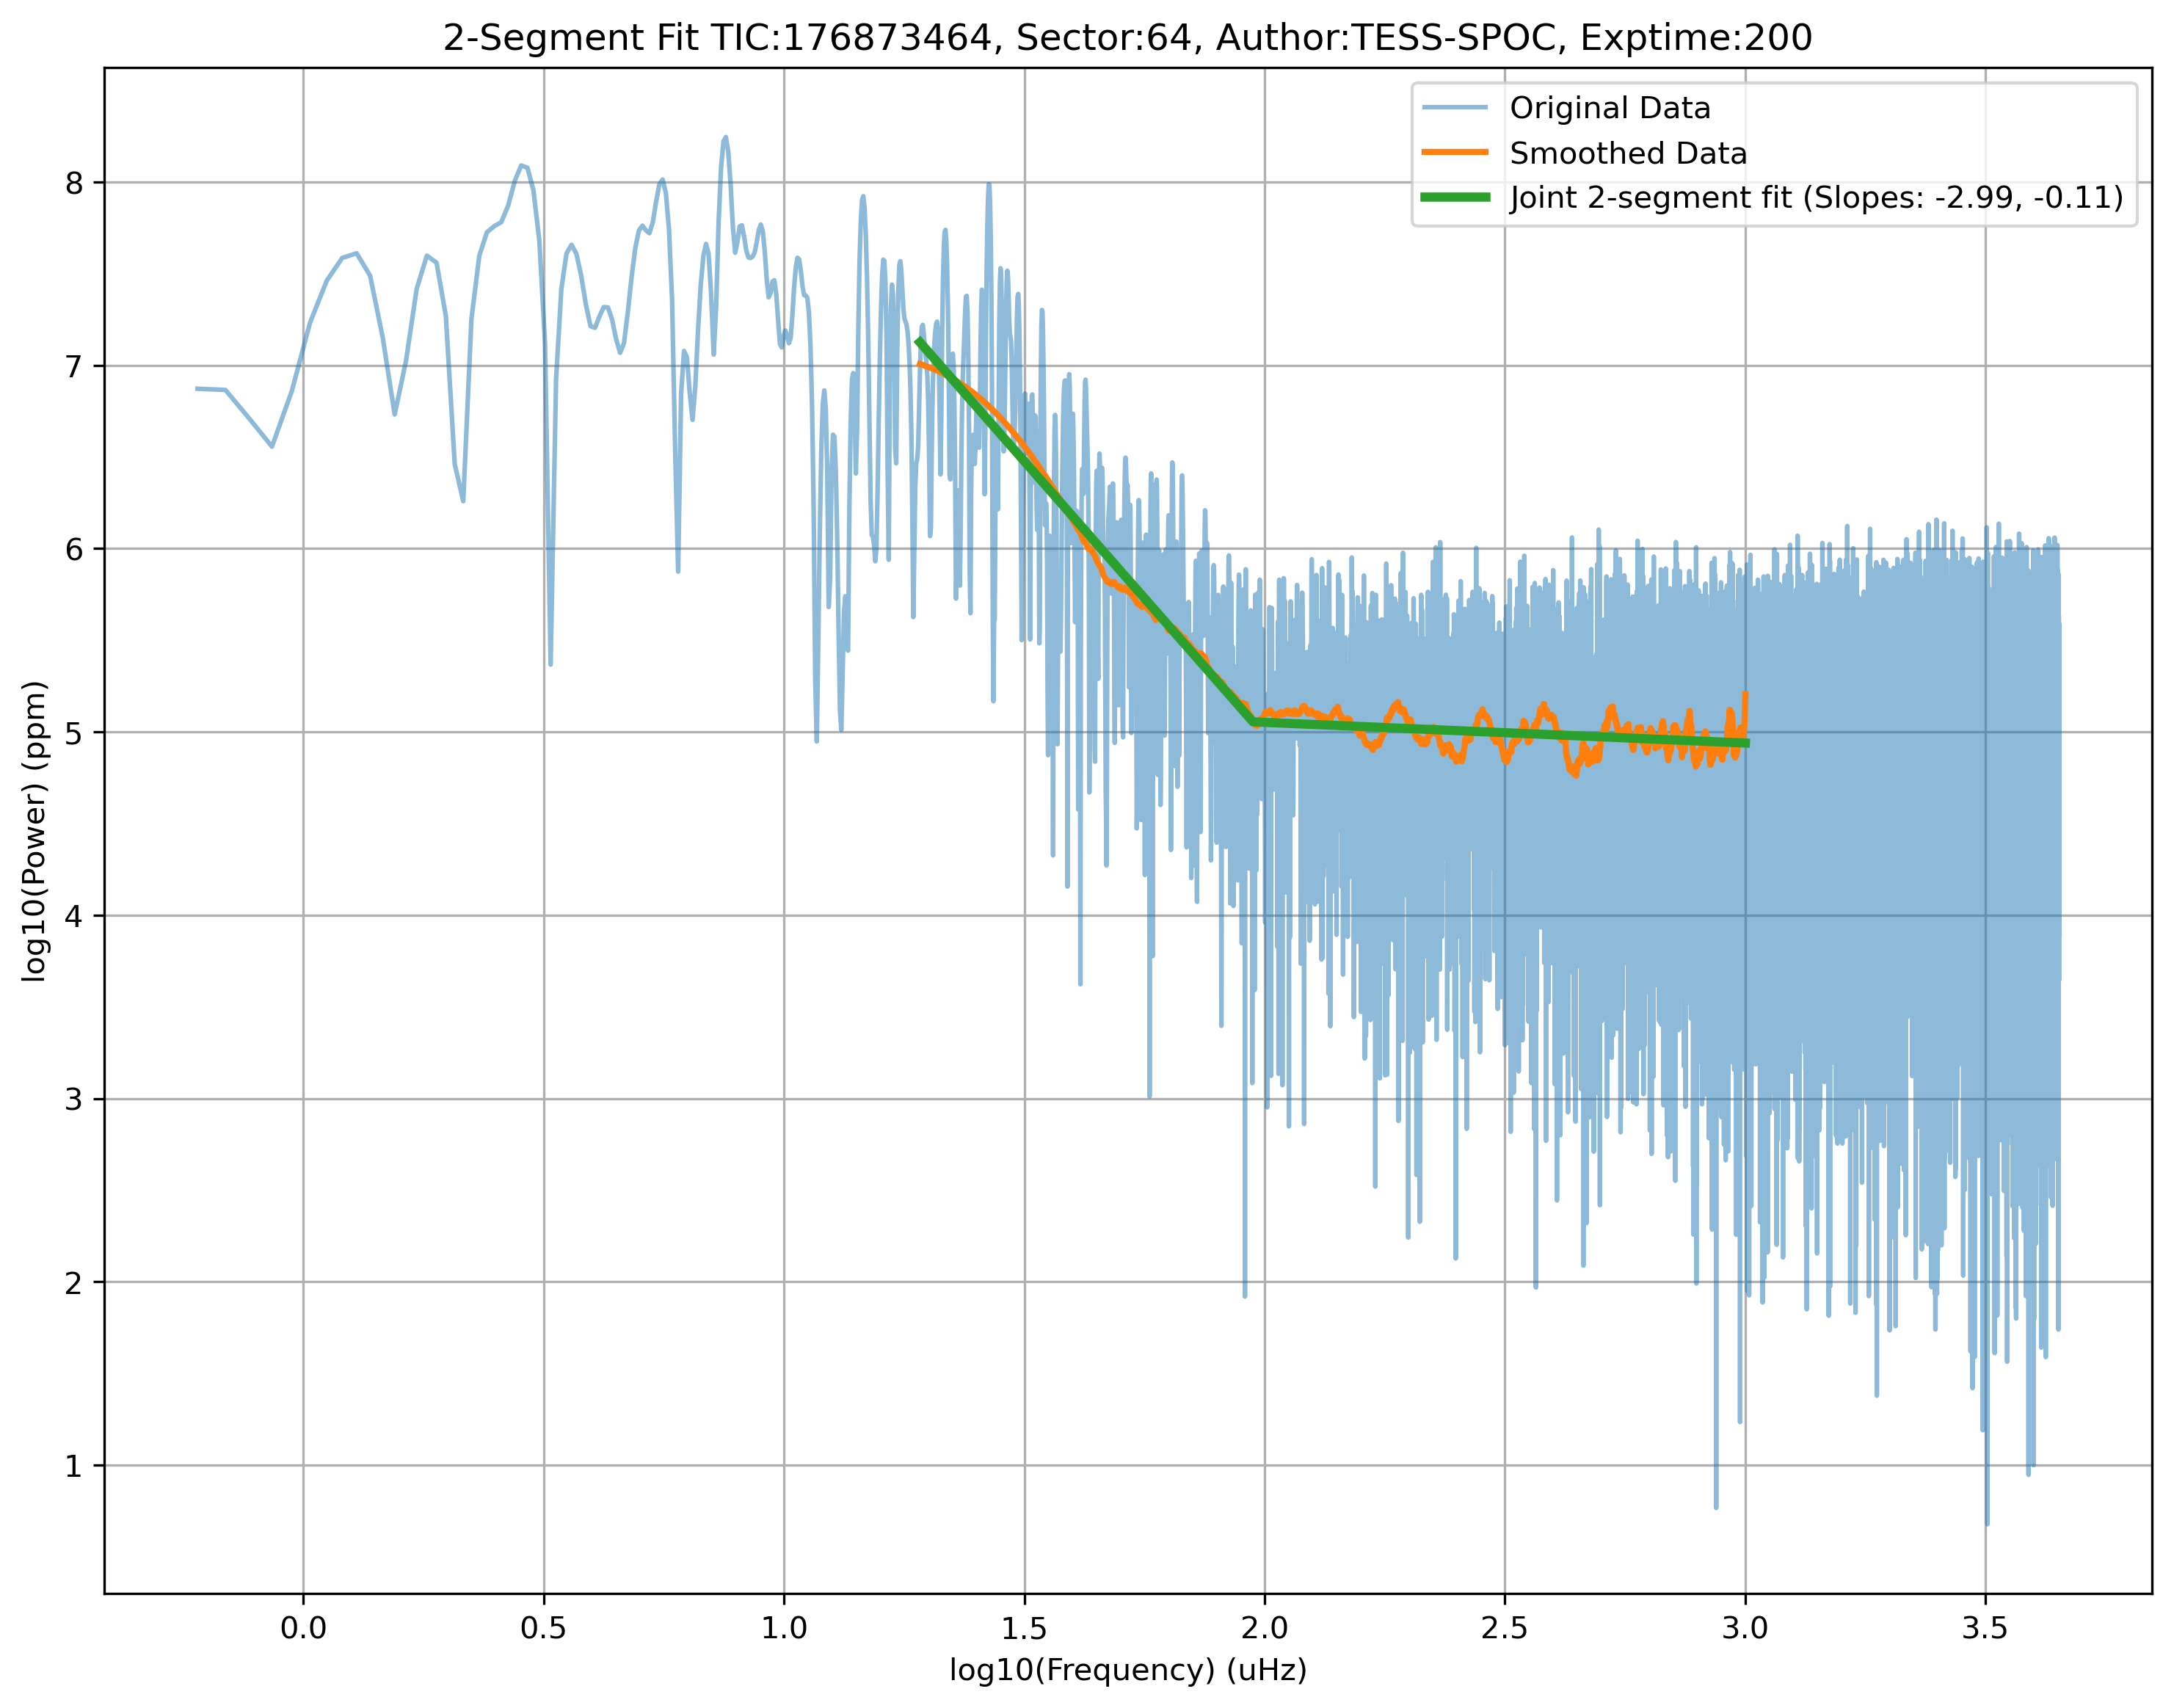 2-Segment Fit TIC:176873464, Sector:64, Author:TESS-SPOC, Exptime:200
Original Data
Smoothed Data
Joint 2-segment fit (Slopes: -2.99, -0.11)
log10(Power) (ppm)
8
7
6
5
4
3
2
1
0.0 0.5 1.0 1.5 2.0 2.5 3.0 3.5
log10(Frequency) (uHz)